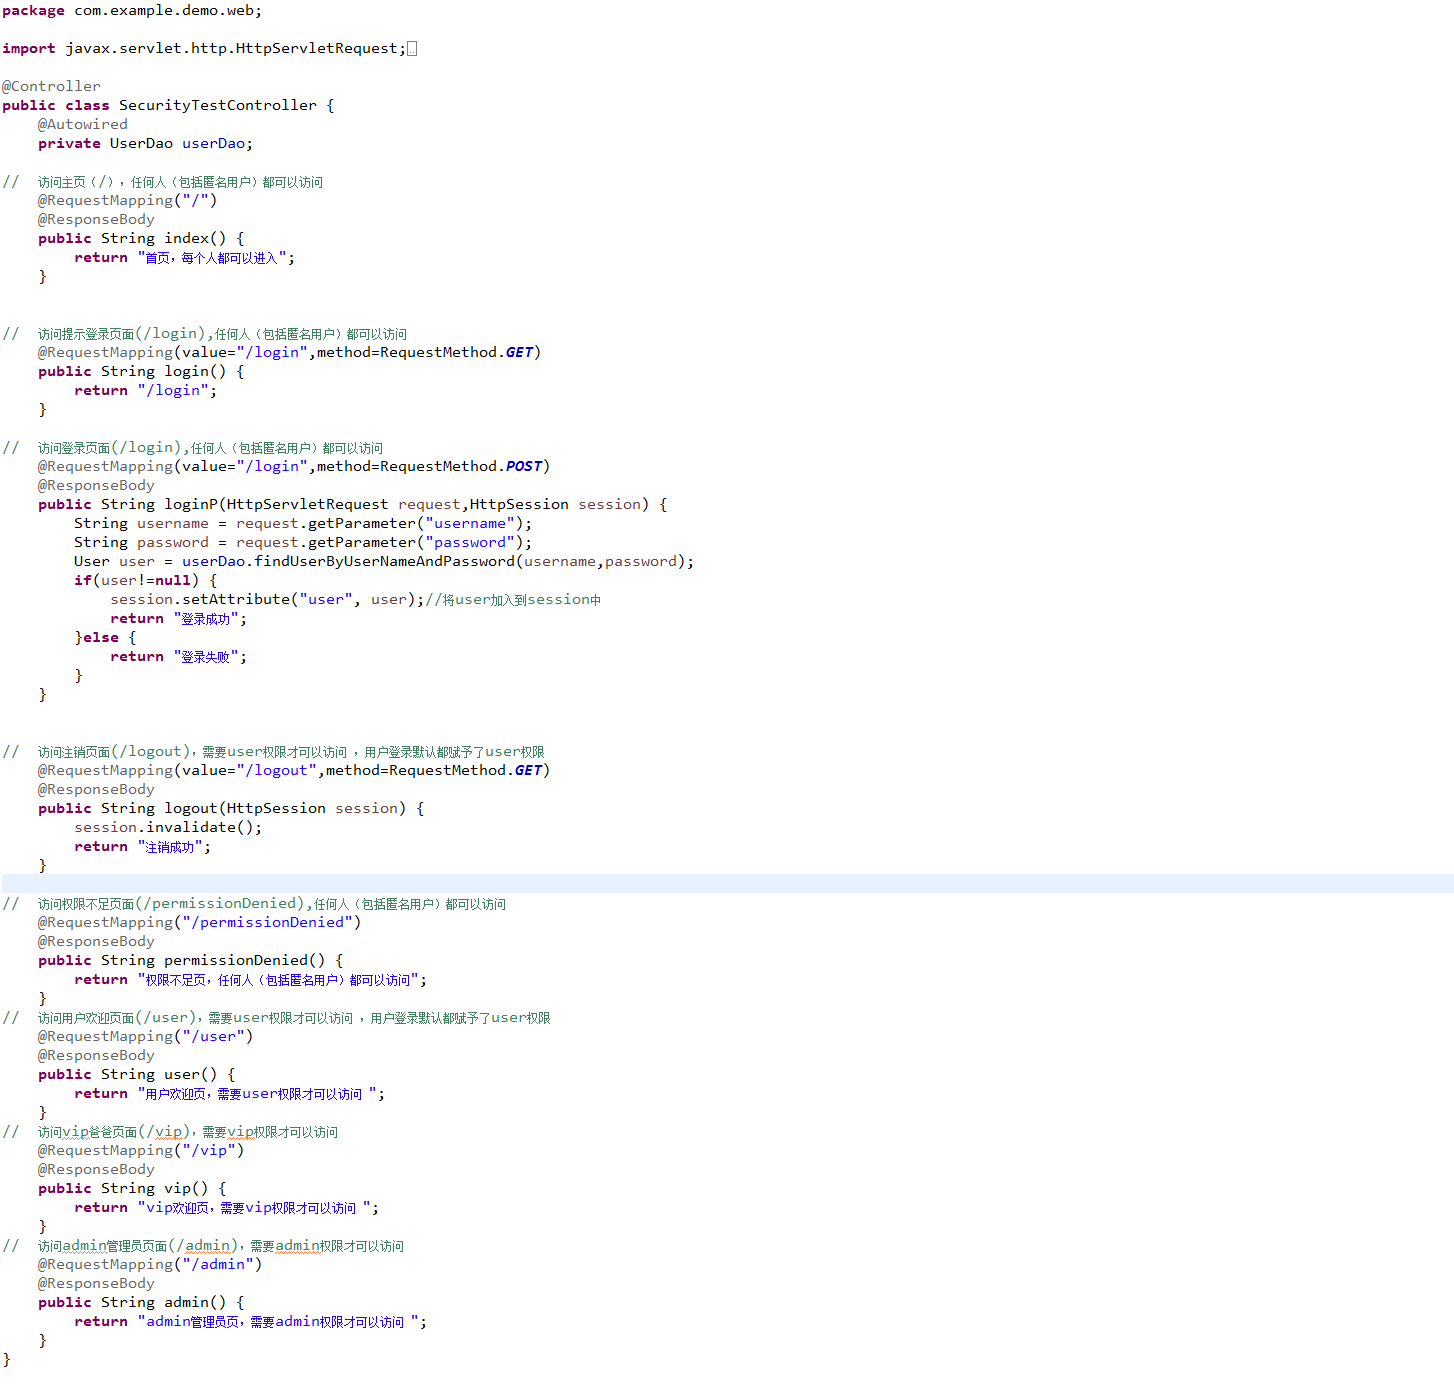 package com.example.demo.web;
import javax.servlet.http.HttpServletRequest;
@Controller
public class SecurityTestController {
    @Autowired
    private UserDao userDao;
//  访问主页（/），任何人（包括匿名用户）都可以访问
    @RequestMapping("/")
    @ResponseBody
    public String index() {
        return "首页，每个人都可以进入";
    }
//  访问提示登录页面(/login),任何人（包括匿名用户）都可以访问
    @RequestMapping(value="/login",method=RequestMethod.GET)
    public String login() {
        return "/login";
    }
//  访问登录页面(/login),任何人（包括匿名用户）都可以访问
    @RequestMapping(value="/login",method=RequestMethod.POST)
    @ResponseBody
    public String loginP(HttpServletRequest request,HttpSession session) {
        String username = request.getParameter("username");
        String password = request.getParameter("password");
        User user = userDao.findUserByUserNameAndPassword(username,password);
        if(user!=null) {
            session.setAttribute("user", user);//将user加入到session中
            return "登录成功";
        }else {
            return "登录失败";
        }
    }
//  访问注销页面(/logout)，需要user权限才可以访问 ，用户登录默认都赋予了user权限
    @RequestMapping(value="/logout",method=RequestMethod.GET)
    @ResponseBody
    public String logout(HttpSession session) {
        session.invalidate();
        return "注销成功";
    }
//  访问权限不足页面(/permissionDenied),任何人（包括匿名用户）都可以访问
    @RequestMapping("/permissionDenied")
    @ResponseBody
    public String permissionDenied() {
        return "权限不足页，任何人（包括匿名用户）都可以访问";
    }
//  访问用户欢迎页面(/user)，需要user权限才可以访问 ，用户登录默认都赋予了user权限
    @RequestMapping("/user")
    @ResponseBody
    public String user() {
        return "用户欢迎页，需要user权限才可以访问 ";
    }
//  访问vip爸爸页面(/vip)，需要vip权限才可以访问
    @RequestMapping("/vip")
    @ResponseBody
    public String vip() {
        return "vip欢迎页，需要vip权限才可以访问 ";
    }
//  访问admin管理员页面(/admin)，需要admin权限才可以访问
    @RequestMapping("/admin")
    @ResponseBody
    public String admin() {
        return "admin管理员页，需要admin权限才可以访问 ";
    }
}